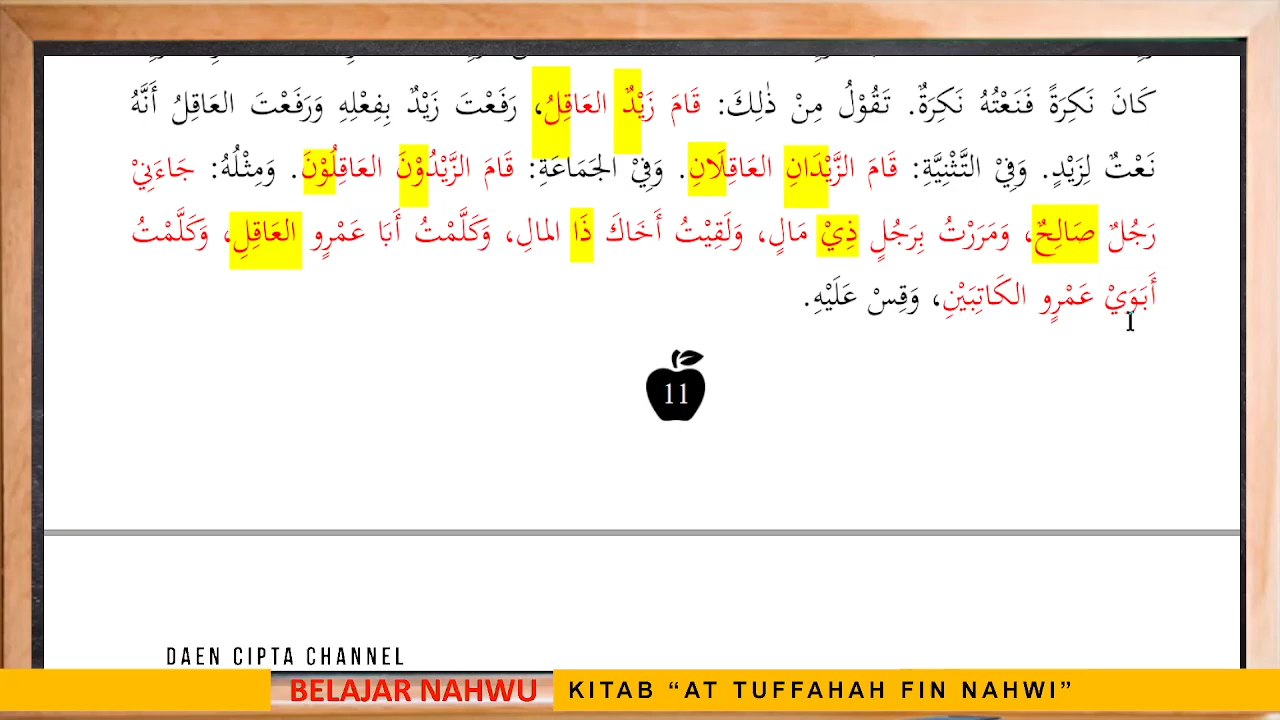 كَانَ نَكِرَةً فَنَعْتُهُ نَكِرَةٌ. تَقُوْلُ مِنْ ذٰلِكَ: قَامَ زَيْدٌ العَاقِلُ، رَفَعْتَ زَيْدٌ بِفِعْلِهِ وَرَفَعْتَ العَاقِلُ أَنَّهُ
نَعْتٌ لِزَيْدٍ. وَفِيْ التَّثْنِيَّةِ: قَامَ الزَّيْدَانِ العَاقِلَانِ. وَفِيْ الجَمَاعَةِ: قَامَ الزَّيْدُوْنَ العَاقِلُوْنَ. وَمِثْلُهُ: جَاءَنِيْ
رَجُلٌ صَالِحٌ، وَمَرَرْتُ بِرَجُلٍ ذِيْ مَالٍ، وَلَقِيْتُ أَخَاكَ ذَا المالِ، وَكَلَّمْتُ أَبَا عَمْرٍو العَاقِلِ، وَكَلَّمْتُ
أَبَوَيْ عَمْرٍو الكَاتِبَيْنِ، وَقِسْ عَلَيْهِ.
11
DAEN CIPTA CHANNEL
BELAJAR NAHWU KITAB “AT TUFFAHAH FIN NAHWI”